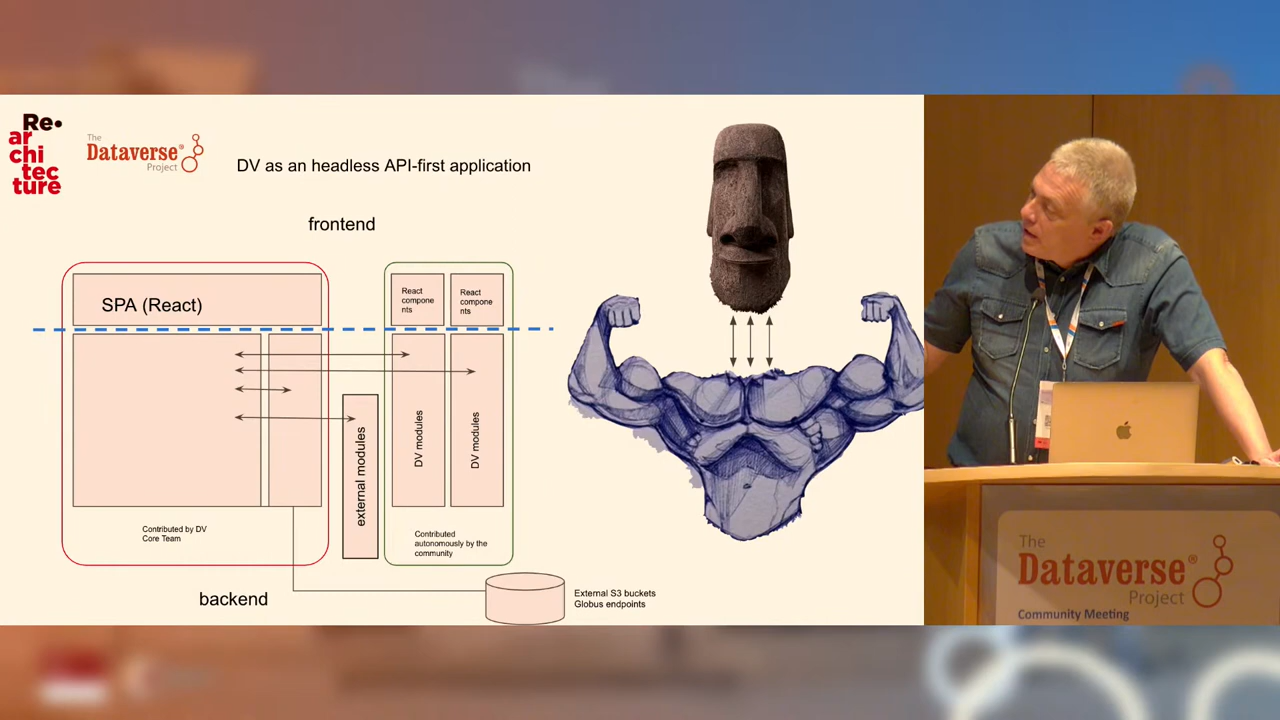 Re•
ar
chi
tec
ture
The
Dataverse®
Project
DV as an headless API-first application
frontend
SPA (React)
React
compone
nts
React
compone
nts
external modules
DV modules
DV modules
Contributed by DV
Core Team
Contributed
autonomously by the
community
backend
External S3 buckets
Globus endpoints
The
Dataverse®
Project
Community Meeting